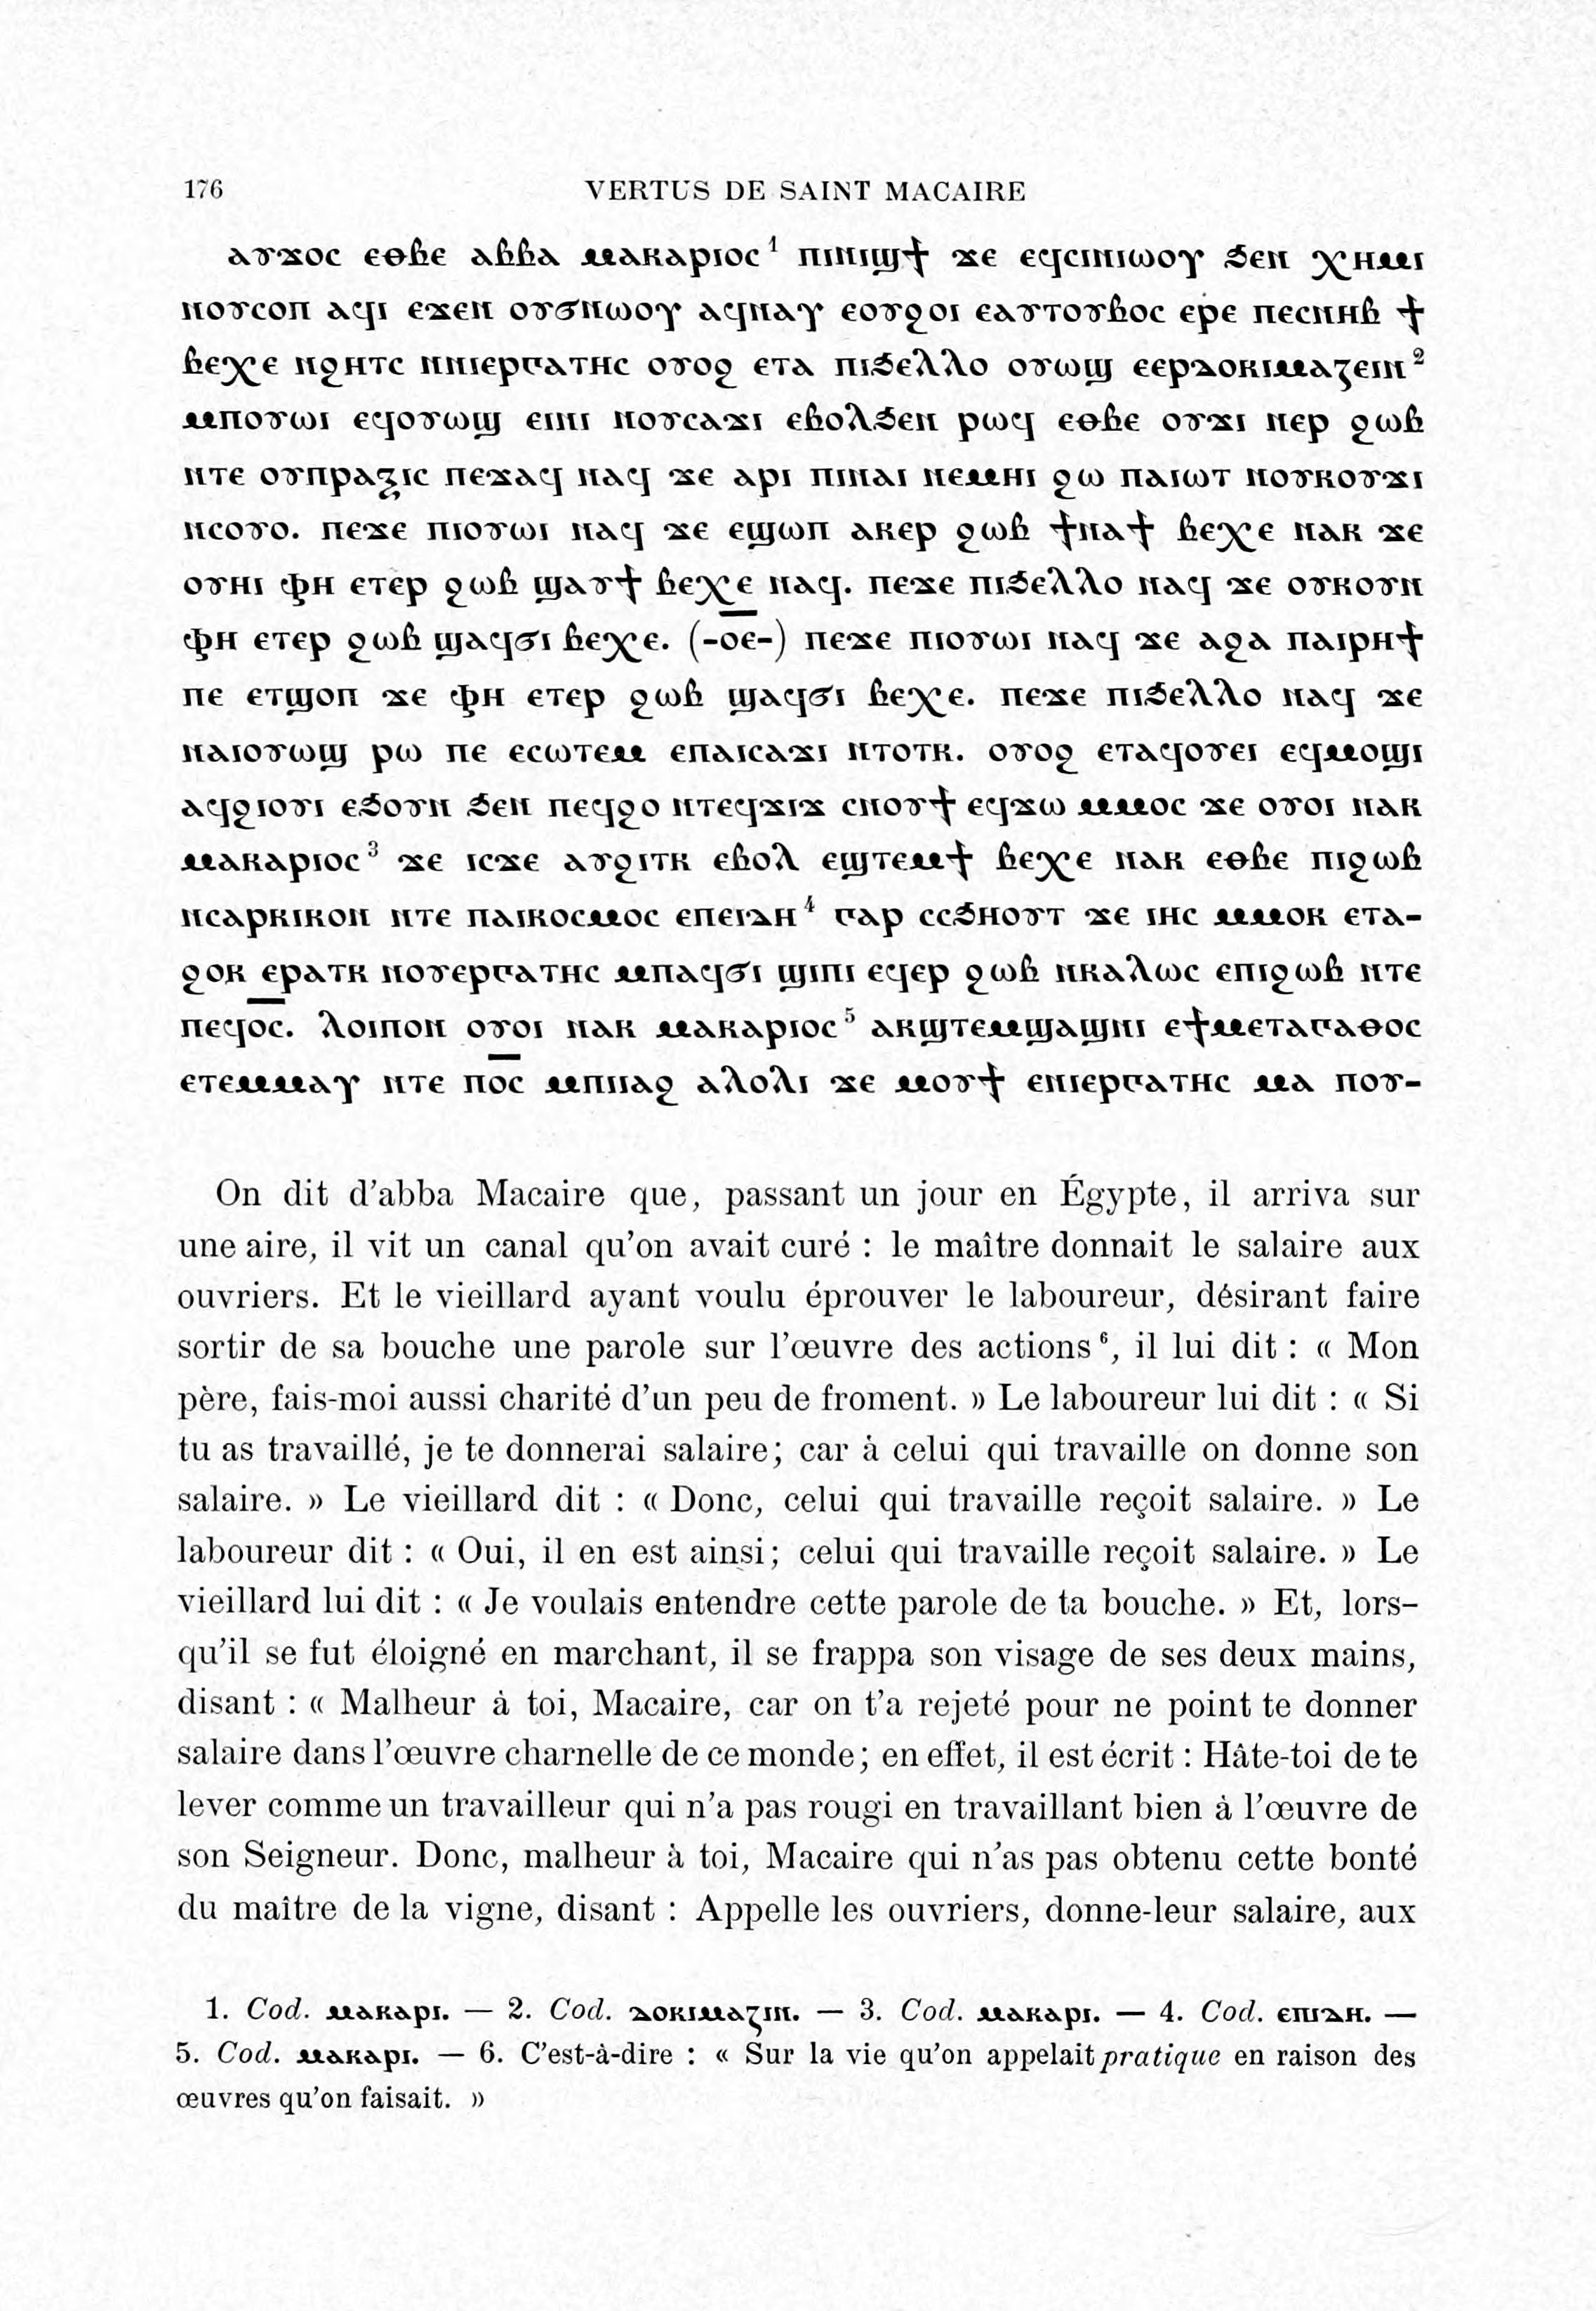 176 VERTUS DE SAINT MACAIRE
ⲁⲩϫⲟⲥ ⲉⲑⲃⲉ ⲁⲃⲃⲁ ⲙⲁⲕⲁⲣⲓⲟⲥ¹ ⲡⲓⲛⲓϣϯ ϫⲉ ⲉϥⲥⲓⲛⲓⲱⲟⲩ ϧⲉⲛ ⲭⲏⲙⲓ
ⲛⲟⲩⲥⲟⲡ ⲁϥⲓ ⲉϫⲉⲛ ⲟⲩϭⲛⲱⲟⲩ ⲁϥⲛⲁⲩ ⲉⲟⲩϩⲟⲓ ⲉⲁⲩⲧⲟⲩⲃⲟⲥ ⲉⲣⲉ ⲡⲉⲥⲛⲏⲃ ϯ
ⲃⲉⲭⲉ ⲛϩⲏⲧⲥ ⲛⲛⲓⲉⲣⲅⲁⲧⲏⲥ ⲟⲩⲟϩ ⲉⲧⲁ ⲡⲓϧⲉⲗⲗⲟ ⲟⲩⲱϣ ⲉⲉⲣⲇⲟⲕⲓⲙⲁⲍⲉⲓⲛ²
ⲙⲡⲟⲩⲱⲓ ⲉϥⲟⲩⲱϣ ⲉⲓⲛⲓ ⲛⲟⲩⲥⲁϫⲓ ⲉⲃⲟⲗϧⲉⲛ ⲣⲱϥ ⲉⲑⲃⲉ ⲟⲩϫⲓ ⲛⲉⲣ ϩⲱⲃ
ⲛⲧⲉ ⲟⲩⲡⲣⲁⲝⲓⲥ ⲡⲉϫⲁϥ ⲛⲁϥ ϫⲉ ⲁⲣⲓ ⲡⲓⲛⲁⲓ ⲛⲉⲙⲏⲓ ϩⲱ ⲡⲁⲓⲱⲧ ⲛⲟⲩⲕⲟⲩϫⲓ
ⲛⲥⲟⲩⲟ. ⲡⲉϫⲉ ⲡⲓⲟⲩⲱⲓ ⲛⲁϥ ϫⲉ ⲉϣⲱⲡ ⲁⲕⲉⲣ ϩⲱⲃ ϯⲛⲁϯ ⲃⲉⲭⲉ ⲛⲁⲕ ϫⲉ
ⲟⲩⲏⲓ ⲫⲏ ⲉⲧⲉⲣ ϩⲱⲃ ϣⲁⲩϯ ⲃⲉⲭⲉ ⲛⲁϥ. ⲡⲉϫⲉ ⲡⲓϧⲉⲗⲗⲟ ⲛⲁϥ ϫⲉ ⲟⲩⲕⲟⲩⲛ
ⲫⲏ ⲉⲧⲉⲣ ϩⲱⲃ ϣⲁϥϭⲓ ⲃⲉⲭⲉ. (-ⲟ̅ⲉ̅-) ⲡⲉϫⲉ ⲡⲓⲟⲩⲱⲓ ⲛⲁϥ ϫⲉ ⲁϩⲁ ⲡⲁⲓⲣⲏϯ
ⲡⲉ ⲉⲧϣⲟⲡ ϫⲉ ⲫⲏ ⲉⲧⲉⲣ ϩⲱⲃ ϣⲁϥϭⲓ ⲃⲉⲭⲉ. ⲡⲉϫⲉ ⲡⲓϧⲉⲗⲗⲟ ⲛⲁϥ ϫⲉ
ⲛⲁⲓⲟⲩⲱϣ ⲣⲱ ⲡⲉ ⲉⲥⲱⲧⲉⲙ ⲉⲡⲁⲓⲥⲁϫⲓ ⲛⲧⲟⲧⲕ. ⲟⲩⲟϩ ⲉⲧⲁϥⲟⲩⲉⲓ ⲉϥⲙⲟϣⲓ
ⲁϥϩⲓⲟⲩⲓ ⲉϧⲟⲩⲛ ϧⲉⲛ ⲡⲉϥϩⲟ ⲛⲧⲉϥϫⲓϫ ⲥⲛⲟⲩϯ ⲉϥϫⲱ ⲙⲙⲟⲥ ϫⲉ ⲟⲩⲟⲓ ⲛⲁⲕ
ⲙⲁⲕⲁⲣⲓⲟⲥ³ ϫⲉ ⲓⲥϫⲉ ⲁⲩϩⲓⲧⲕ ⲉⲃⲟⲗ ⲉϣⲧⲉⲙϯ ⲃⲉⲭⲉ ⲛⲁⲕ ⲉⲑⲃⲉ ⲡⲓϩⲱⲃ
ⲛⲥⲁⲣⲕⲓⲕⲟⲛ ⲛⲧⲉ ⲡⲁⲓⲕⲟⲥⲙⲟⲥ ⲉⲡⲉⲓⲇⲏ⁴ ⲅⲁⲣ ⲥⲥϧⲏⲟⲩⲧ ϫⲉ ⲓⲏⲥ ⲙⲙⲟⲕ ⲉⲧⲁ-
ϩⲟⲕ ⲉⲣⲁⲧⲕ ⲛⲟⲩⲉⲣⲅⲁⲧⲏⲥ ⲙⲡⲁϥϭⲓ ϣⲓⲡⲓ ⲉϥⲉⲣ ϩⲱⲃ ⲛⲕⲁⲗⲱⲥ ⲉⲡⲓϩⲱⲃ ⲛⲧⲉ
ⲡⲉϥⲟ̅ⲥ̅. ⲗⲟⲓⲡⲟⲛ ⲟⲩⲟⲓ ⲛⲁⲕ ⲙⲁⲕⲁⲣⲓⲟⲥ⁵ ⲁⲕϣⲧⲉⲙϣⲁϣⲛⲓ ⲉϯⲙⲉⲧⲁⲅⲁⲑⲟⲥ
ⲉⲧⲉⲙⲙⲁⲩ ⲛⲧⲉ ⲡⲟ̅ⲥ̅ ⲙⲡⲓⲁϩ ⲁⲗⲟⲗⲓ ϫⲉ ⲙⲟⲩϯ ⲉⲛⲓⲉⲣⲅⲁⲧⲏⲥ ⲙⲁ ⲡⲟⲩ-
On dit d'abba Macaire que, passant un jour en Égypte, il arriva sur
une aire, il vit un canal qu'on avait curé : le maître donnait le salaire aux
ouvriers. Et le vieillard ayant voulu éprouver le laboureur, désirant faire
sortir de sa bouche une parole sur l'œuvre des actions⁶, il lui dit : « Mon
père, fais-moi aussi charité d'un peu de froment. » Le laboureur lui dit : « Si
tu as travaillé, je te donnerai salaire; car à celui qui travaille on donne son
salaire. » Le vieillard dit : « Donc, celui qui travaille reçoit salaire. » Le
laboureur dit : « Oui, il en est ainsi; celui qui travaille reçoit salaire. » Le
vieillard lui dit : « Je voulais entendre cette parole de ta bouche. » Et, lors-
qu'il se fut éloigné en marchant, il se frappa son visage de ses deux mains,
disant : « Malheur à toi, Macaire, car on t'a rejeté pour ne point te donner
salaire dans l'œuvre charnelle de ce monde; en effet, il est écrit : Hâte-toi de te
lever comme un travailleur qui n'a pas rougi en travaillant bien à l'œuvre de
son Seigneur. Donc, malheur à toi, Macaire qui n'as pas obtenu cette bonté
du maître de la vigne, disant : Appelle les ouvriers, donne-leur salaire, aux
1. Cod. ⲙⲁⲕⲁⲣⲓ. — 2. Cod. ⲇⲟⲕⲓⲙⲁⲍⲓⲛ. — 3. Cod. ⲙⲁⲕⲁⲣⲓ. — 4. Cod. ⲉⲡⲓⲇⲏ. —
5. Cod. ⲙⲁⲕⲁⲣⲓ. — 6. C'est-à-dire : « Sur la vie qu'on appelait pratique en raison des
œuvres qu'on faisait. »